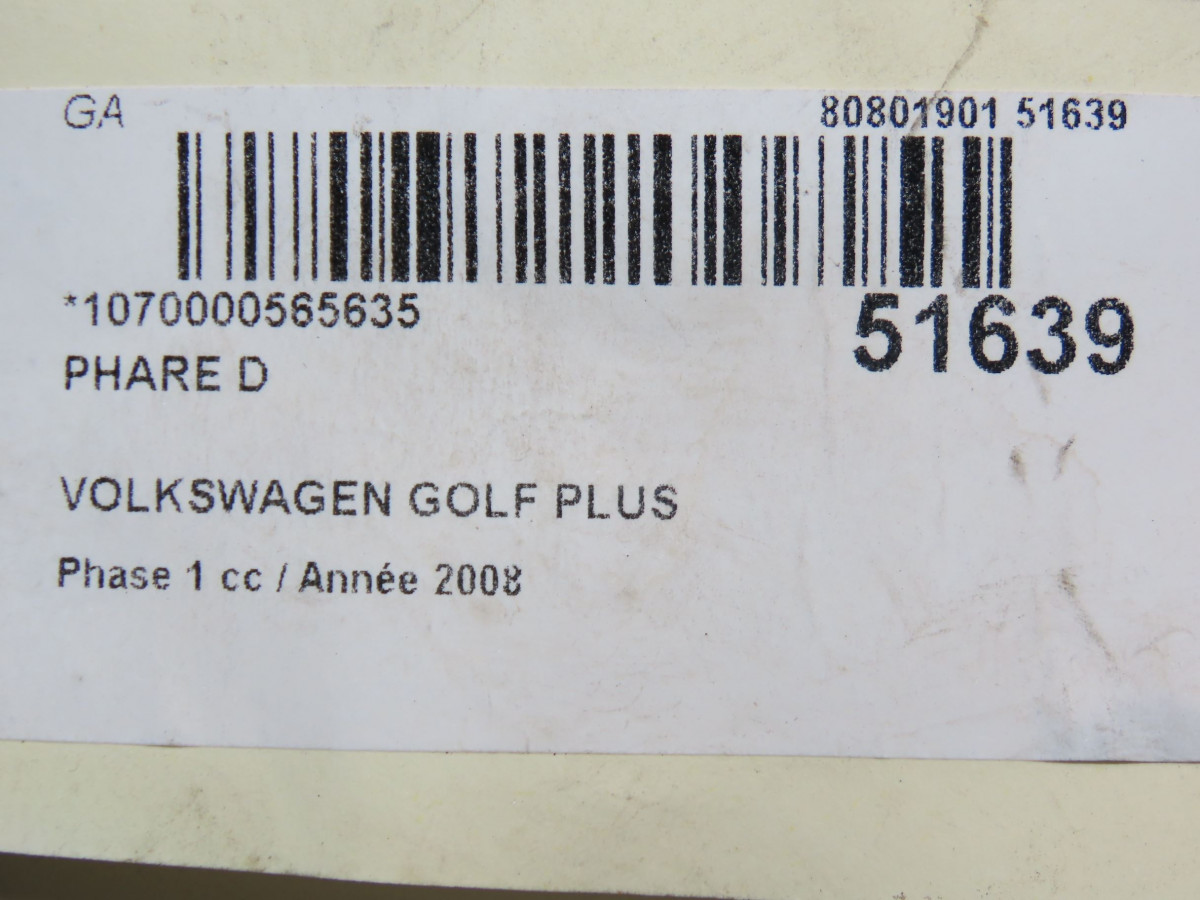 GA 80801901 51639
*1070000565635 51639
PHARE D
VOLKSWAGEN GOLF PLUS
Phase 1 cc / Année 2008